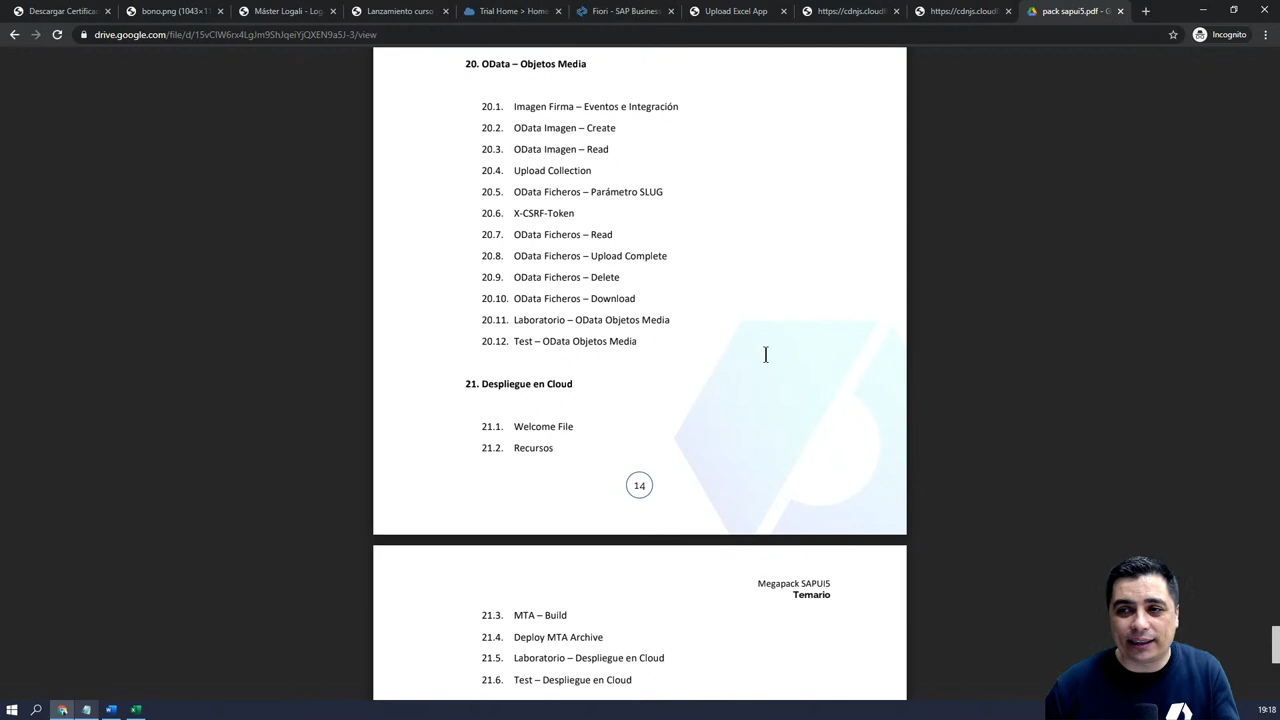 Descargar Certifica
bono.png (1043×1
Máster Logali - Log
Lanzamiento curso
Trial Home > Home
Fiori - SAP Business
Upload Excel App
https://cdnjs.cloudf
https://cdnjs.cloudf
pack sapui5.pdf - G
drive.google.com/file/d/15vClW6rx4LgJm9ShJqeiYjQXEN9a5J-3/view
Incognito
20. OData – Objetos Media
20.1. Imagen Firma – Eventos e Integración
20.2. OData Imagen – Create
20.3. OData Imagen – Read
20.4. Upload Collection
20.5. OData Ficheros – Parámetro SLUG
20.6. X-CSRF-Token
20.7. OData Ficheros – Read
20.8. OData Ficheros – Upload Complete
20.9. OData Ficheros – Delete
20.10. OData Ficheros – Download
20.11. Laboratorio – OData Objetos Media
20.12. Test – OData Objetos Media
21. Despliegue en Cloud
21.1. Welcome File
21.2. Recursos
14
Megapack SAPUI5
Temario
21.3. MTA – Build
21.4. Deploy MTA Archive
21.5. Laboratorio – Despliegue en Cloud
21.6. Test – Despliegue en Cloud
19:18